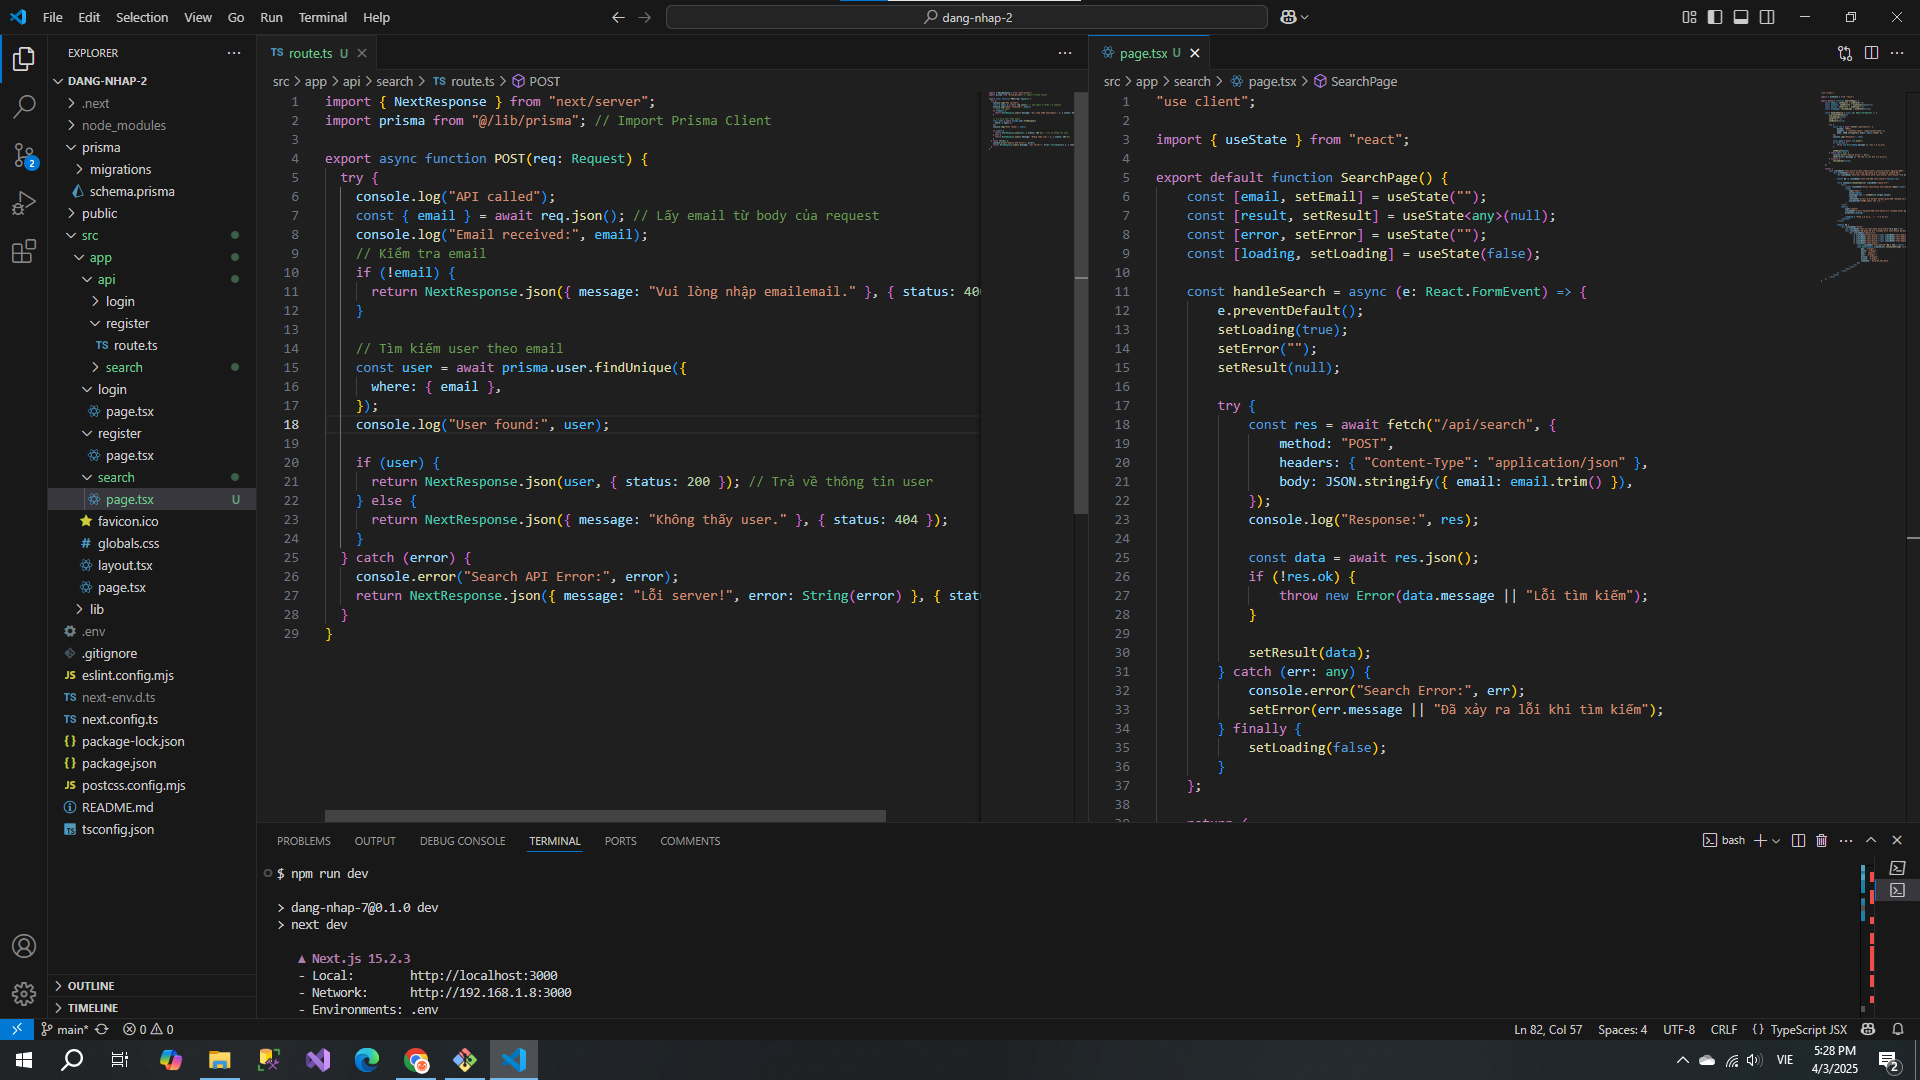 File Edit Selection View Go Run Terminal Help
dang-nhap-2
EXPLORER
DANG-NHAP-2
.next
node_modules
prisma
migrations
schema.prisma
public
src
app
api
login
register
TS route.ts
search
login
page.tsx
register
page.tsx
search
page.tsx U
favicon.ico
# globals.css
layout.tsx
page.tsx
lib
.env
.gitignore
JS eslint.config.mjs
TS next-env.d.ts
TS next.config.ts
{} package-lock.json
{} package.json
JS postcss.config.mjs
README.md
TS tsconfig.json
OUTLINE
TIMELINE
2
TS route.ts U
src > app > api > search > TS route.ts > POST
1 import { NextResponse } from "next/server";
2 import prisma from "@/lib/prisma"; // Import Prisma Client
3
4 export async function POST(req: Request) {
5 try {
6 console.log("API called");
7 const { email } = await req.json(); // Lấy email từ body của request
8 console.log("Email received:", email);
9 // Kiểm tra email
10 if (!email) {
11 return NextResponse.json({ message: "Vui lòng nhập emailemail." }, { status: 40
12 }
13
14 // Tìm kiếm user theo email
15 const user = await prisma.user.findUnique({
16 where: { email },
17 });
18 console.log("User found:", user);
19
20 if (user) {
21 return NextResponse.json(user, { status: 200 }); // Trả về thông tin user
22 } else {
23 return NextResponse.json({ message: "Không thấy user." }, { status: 404 });
24 }
25 } catch (error) {
26 console.error("Search API Error:", error);
27 return NextResponse.json({ message: "Lỗi server!", error: String(error) }, { stat
28 }
29 }
page.tsx U
src > app > search > page.tsx > SearchPage
1 "use client";
2
3 import { useState } from "react";
4
5 export default function SearchPage() {
6 const [email, setEmail] = useState("");
7 const [result, setResult] = useState<any>(null);
8 const [error, setError] = useState("");
9 const [loading, setLoading] = useState(false);
10
11 const handleSearch = async (e: React.FormEvent) => {
12 e.preventDefault();
13 setLoading(true);
14 setError("");
15 setResult(null);
16
17 try {
18 const res = await fetch("/api/search", {
19 method: "POST",
20 headers: { "Content-Type": "application/json" },
21 body: JSON.stringify({ email: email.trim() }),
22 });
23 console.log("Response:", res);
24
25 const data = await res.json();
26 if (!res.ok) {
27 throw new Error(data.message || "Lỗi tìm kiếm");
28 }
29
30 setResult(data);
31 } catch (err: any) {
32 console.error("Search Error:", err);
33 setError(err.message || "Đã xảy ra lỗi khi tìm kiếm");
34 } finally {
35 setLoading(false);
36 }
37 };
38
39 return (
PROBLEMS OUTPUT DEBUG CONSOLE TERMINAL PORTS COMMENTS
bash
$ npm run dev
> dang-nhap-7@0.1.0 dev
> next dev
▲ Next.js 15.2.3
- Local: http://localhost:3000
- Network: http://192.168.1.8:3000
- Environments: .env
main* 0 0
Ln 82, Col 57 Spaces: 4 UTF-8 CRLF {} TypeScript JSX
VIE
5:28 PM
4/3/2025
2